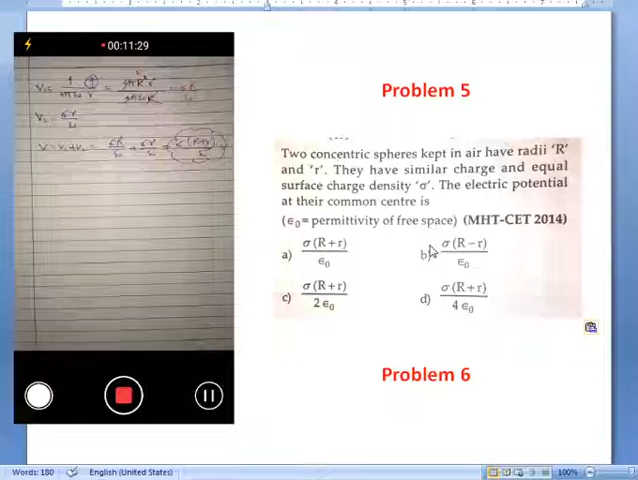 00:11:29
Problem 5
Two concentric spheres kept in air have radii 'R'
and 'r'. They have similar charge and equal
surface charge density 'σ'. The electric potential
at their common centre is
(ε₀ = permittivity of free space) (MHT-CET 2014)
a) σ(R+r)/ε₀ b) σ(R−r)/ε₀
c) σ(R+r)/2ε₀ d) σ(R+r)/4ε₀
Problem 6
Words: 180 English (United States) 100%